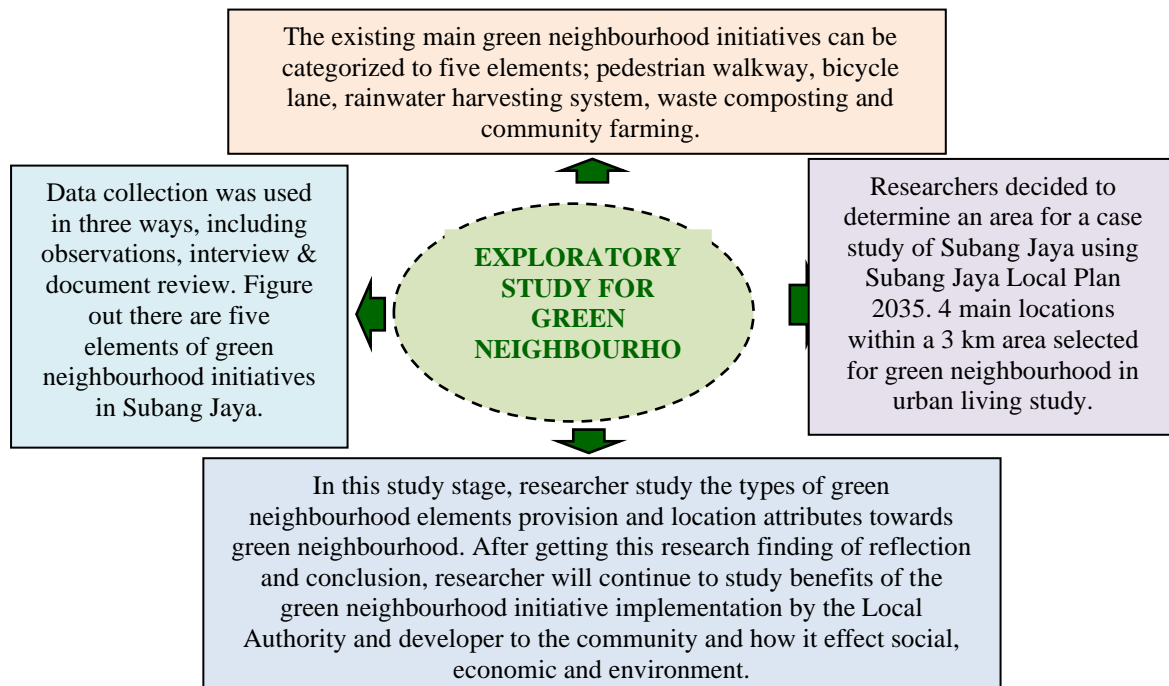 The existing main green neighbourhood initiatives can be
categorized to five elements; pedestrian walkway, bicycle
lane, rainwater harvesting system, waste composting and
community farming.
Data collection was used
in three ways, including
observations, interview &
document review. Figure
out there are five
elements of green
neighbourhood initiatives
in Subang Jaya.
EXPLORATORY
STUDY FOR
GREEN
NEIGHBOURHO
Researchers decided to
determine an area for a case
study of Subang Jaya using
Subang Jaya Local Plan
2035. 4 main locations
within a 3 km area selected
for green neighbourhood in
urban living study.
In this study stage, researcher study the types of green
neighbourhood elements provision and location attributes towards
green neighbourhood. After getting this research finding of reflection
and conclusion, researcher will continue to study benefits of the
green neighbourhood initiative implementation by the Local
Authority and developer to the community and how it effect social,
economic and environment.